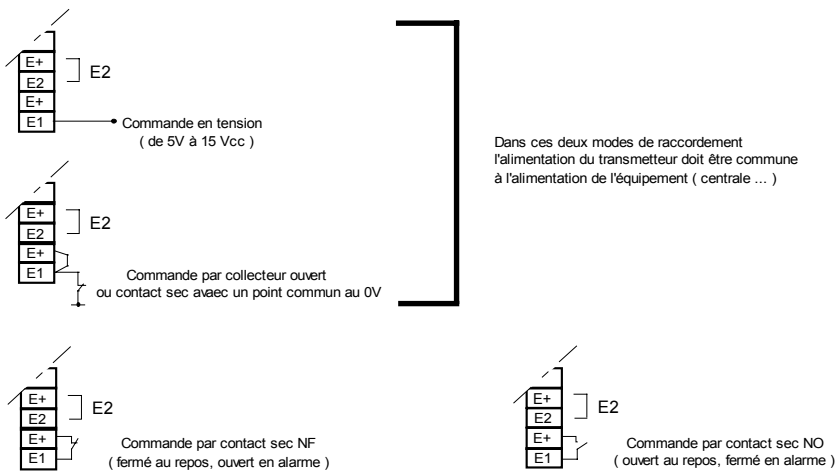 E+
E2
E2
E+
E1
Commande en tension
( de 5V à 15 Vcc )
Dans ces deux modes de raccordement
l'alimentation du transmetteur doit être commune
à l'alimentation de l'équipement ( centrale ... )
E+
E2
E2
E+
E1
Commande par collecteur ouvert
ou contact sec avaec un point commun au 0V
E+
E2
E2
E+
E1
Commande par contact sec NF
( fermé au repos, ouvert en alarme )
E+
E2
E2
E+
E1
Commande par contact sec NO
( ouvert au repos, fermé en alarme )